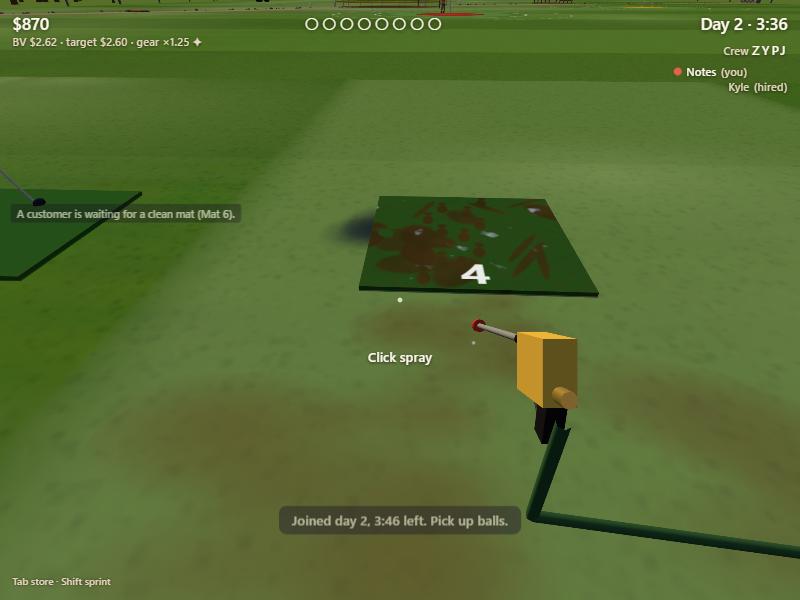 $870
Day 2 · 3:36
BV $2.62 · target $2.60 · gear ×1.25 ✦
Crew ZYPJ
Notes (you)
Kyle (hired)
A customer is waiting for a clean mat (Mat 6).
4
Click spray
Joined day 2, 3:46 left. Pick up balls.
Tab store · Shift sprint